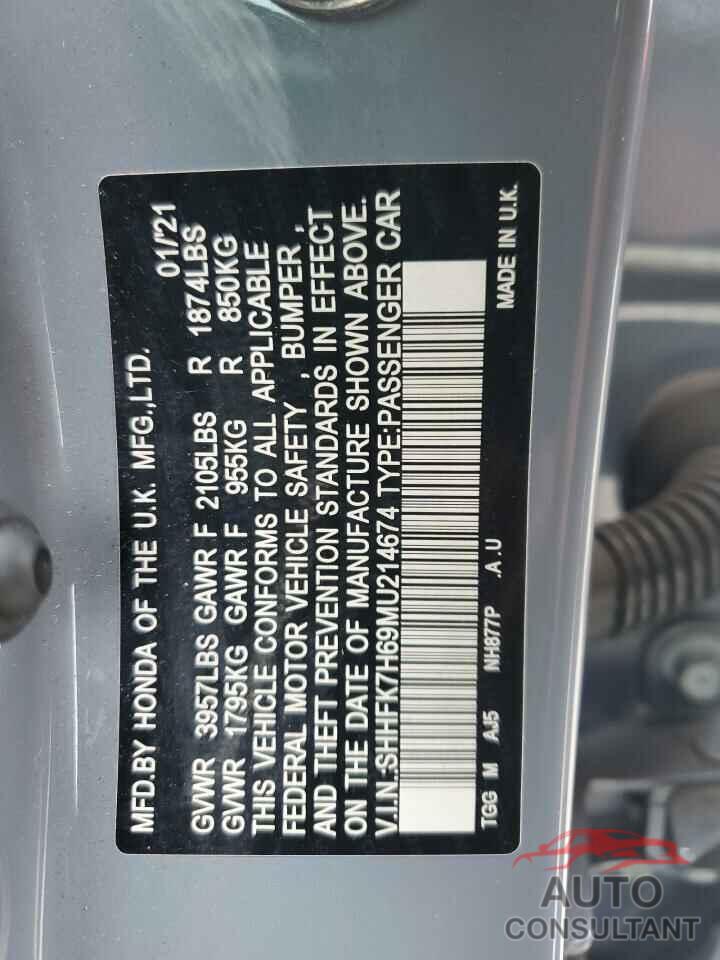 MFD.BY HONDA OF THE U.K. MFG.,LTD. 01/'21
GVWR 3957LBS GAWR F 2105LBS R 1874LBS
GVWR 1795KG GAWR F 955KG R 850KG
THIS VEHICLE CONFORMS TO ALL APPLICABLE
FEDERAL MOTOR VEHICLE SAFETY , BUMPER ,
AND THEFT PREVENTION STANDARDS IN EFFECT
ON THE DATE OF MANUFACTURE SHOWN ABOVE.
V.I.N.:SHHFK7H69MU214674 TYPE:PASSENGER CAR
TGG M AJ5 NH877P .A .U MADE IN U.K.
AUTO
CONSULTANT